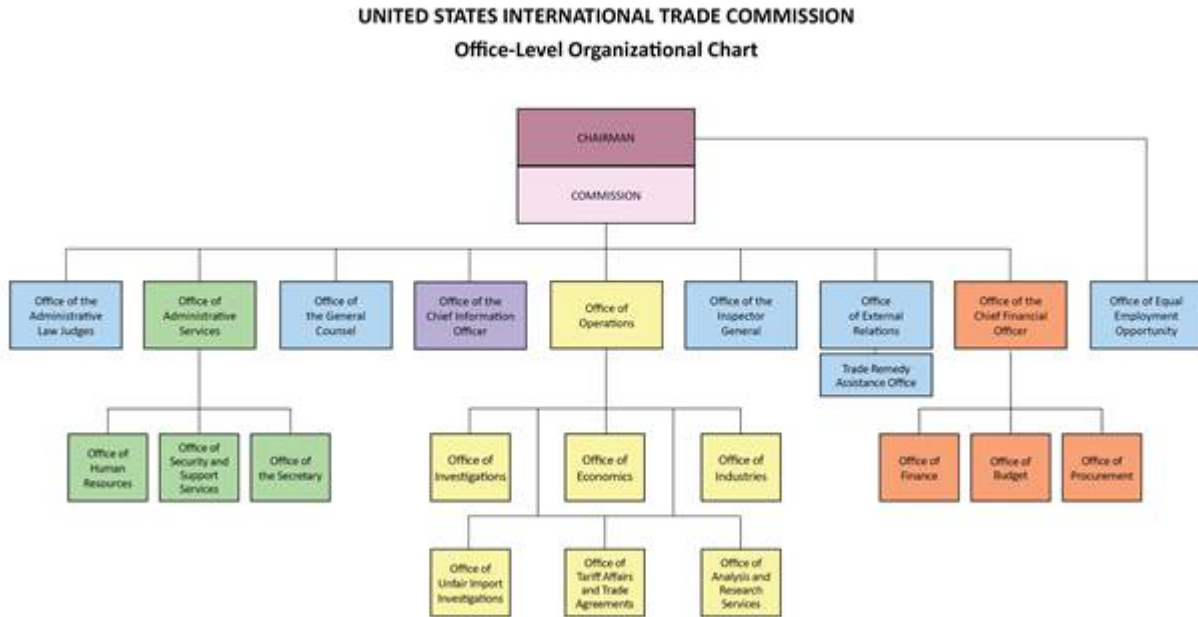 UNITED STATES INTERNATIONAL TRADE COMMISSION
Office-Level Organizational Chart
CHAIRMAN
COMMISSION
Office of the
Administrative
Law Judges
Office of
Administrative
Services
Office of
the General
Counsel
Office of the
Chief Information
Officer
Office of
Operations
Office of the
Inspector
General
Office
of External
Relations
Office of the
Chief Financial
Officer
Office of Equal
Employment
Opportunity
Trade Remedy
Assistance Office
Office of
Human
Resources
Office of
Security and
Support
Services
Office of
the Secretary
Office of
Investigations
Office of
Economics
Office of
Industries
Office of
Finance
Office of
Budget
Office of
Procurement
Office of
Unfair Import
Investigations
Office of
Tariff Affairs
and Trade
Agreements
Office of
Analysis and
Research
Services